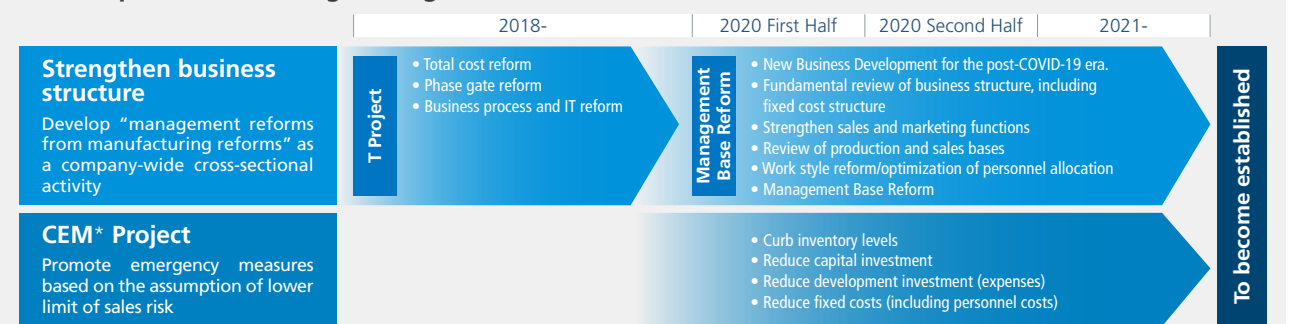 2018-
2020 First Half
2020 Second Half
2021-
Strengthen business
structure
Develop “management reforms
from manufacturing reforms” as
a company-wide cross-sectional
activity
T Project
• Total cost reform
• Phase gate reform
• Business process and IT reform
Management
Base Reform
• New Business Development for the post-COVID-19 era.
• Fundamental review of business structure, including
fixed cost structure
• Strengthen sales and marketing functions
• Review of production and sales bases
• Work style reform/optimization of personnel allocation
• Management Base Reform
CEM* Project
Promote emergency measures
based on the assumption of lower
limit of sales risk
• Curb inventory levels
• Reduce capital investment
• Reduce development investment (expenses)
• Reduce fixed costs (including personnel costs)
To become established